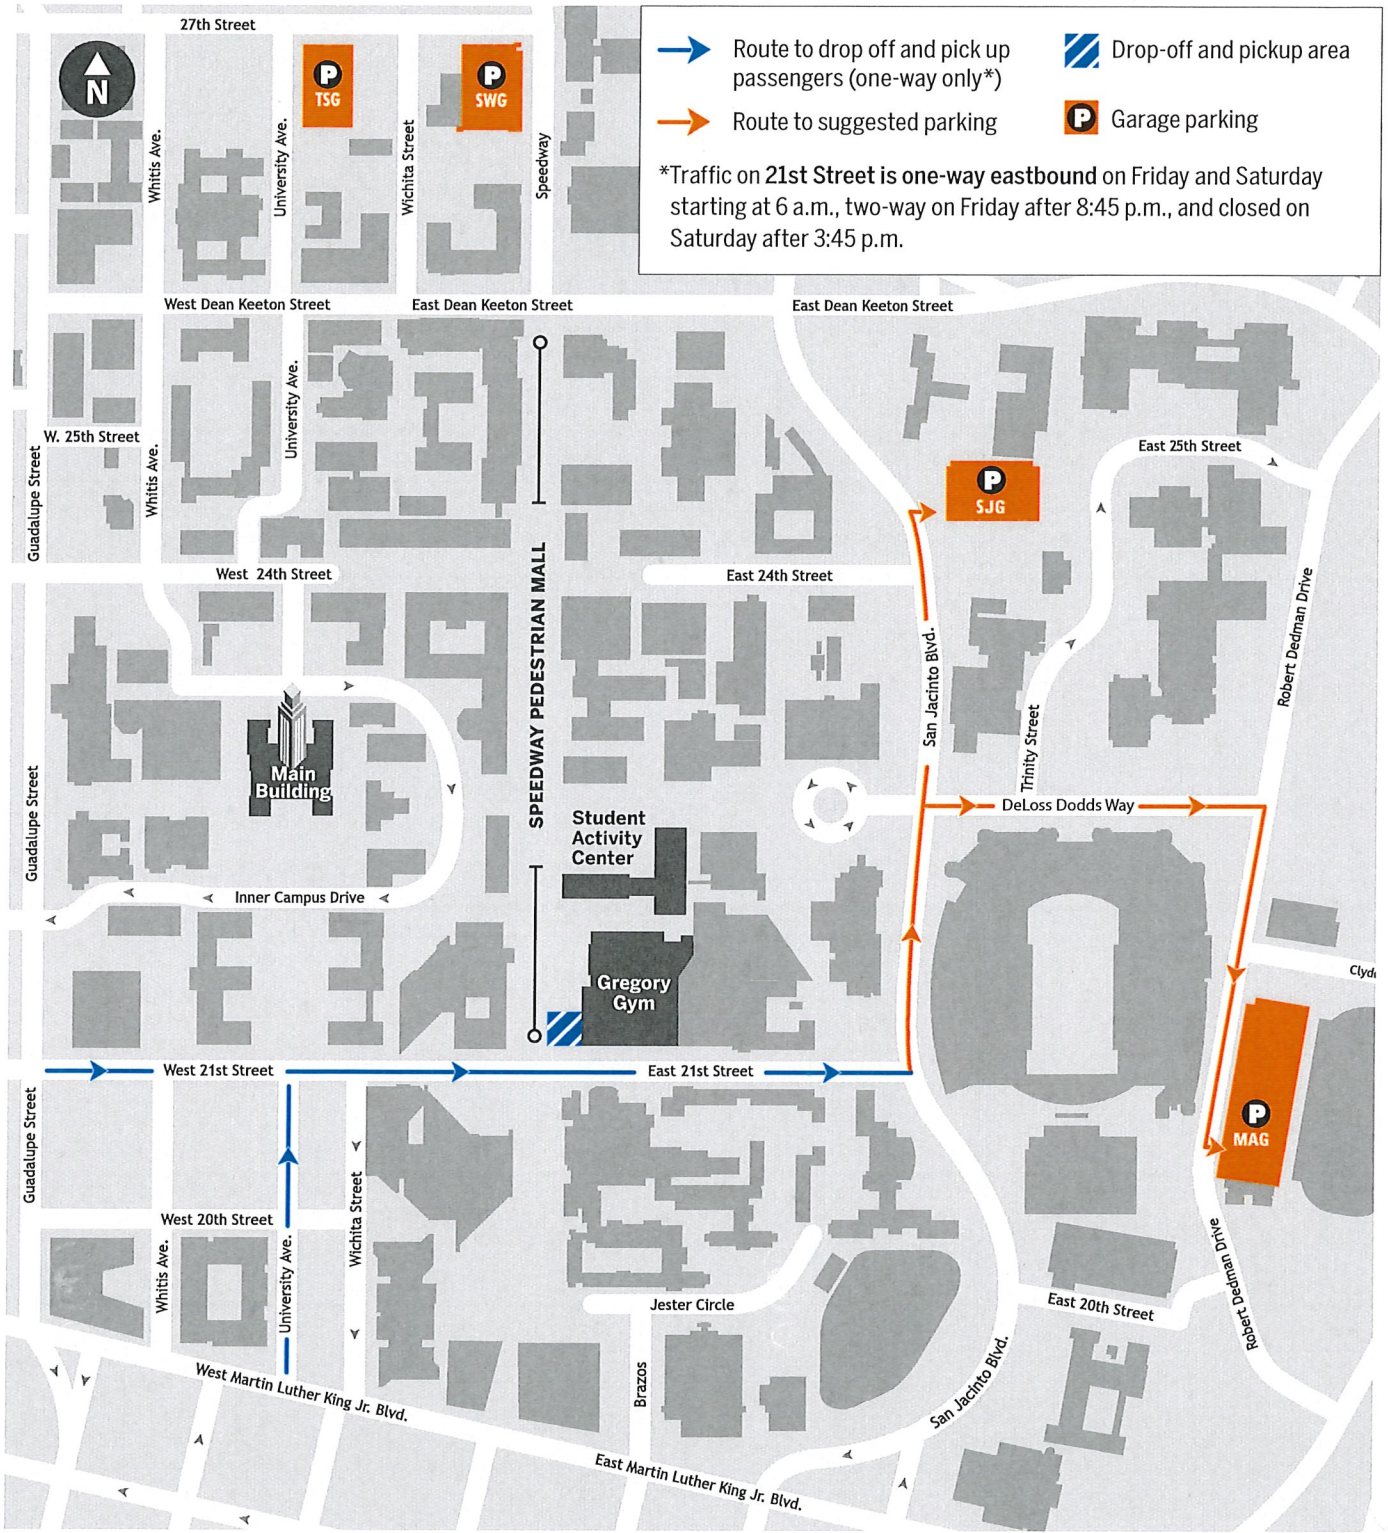 27th Street
N
P
TSG
P
SWG
Route to drop off and pick up
passengers (one-way only*)
Drop-off and pickup area
Route to suggested parking
P
Garage parking
*Traffic on 21st Street is one-way eastbound on Friday and Saturday
starting at 6 a.m., two-way on Friday after 8:45 p.m., and closed on
Saturday after 3:45 p.m.
Whitis Ave.
University Ave.
Wichita Street
Speedway
West Dean Keeton Street
East Dean Keeton Street
East Dean Keeton Street
W. 25th Street
Guadalupe Street
Whitis Ave.
University Ave.
East 25th Street
P
SJG
West 24th Street
East 24th Street
SPEEDWAY PEDESTRIAN MALL
San Jacinto Blvd.
Trinity Street
Robert Dedman Drive
Main
Building
Guadalupe Street
Student
Activity
Center
DeLoss Dodds Way
Inner Campus Drive
Gregory
Gym
West 21st Street
East 21st Street
P
MAG
Guadalupe Street
West 20th Street
Whitis Ave.
University Ave.
Wichita Street
Jester Circle
Brazos
East 20th Street
Robert Dedman Drive
San Jacinto Blvd.
West Martin Luther King Jr. Blvd.
East Martin Luther King Jr. Blvd.